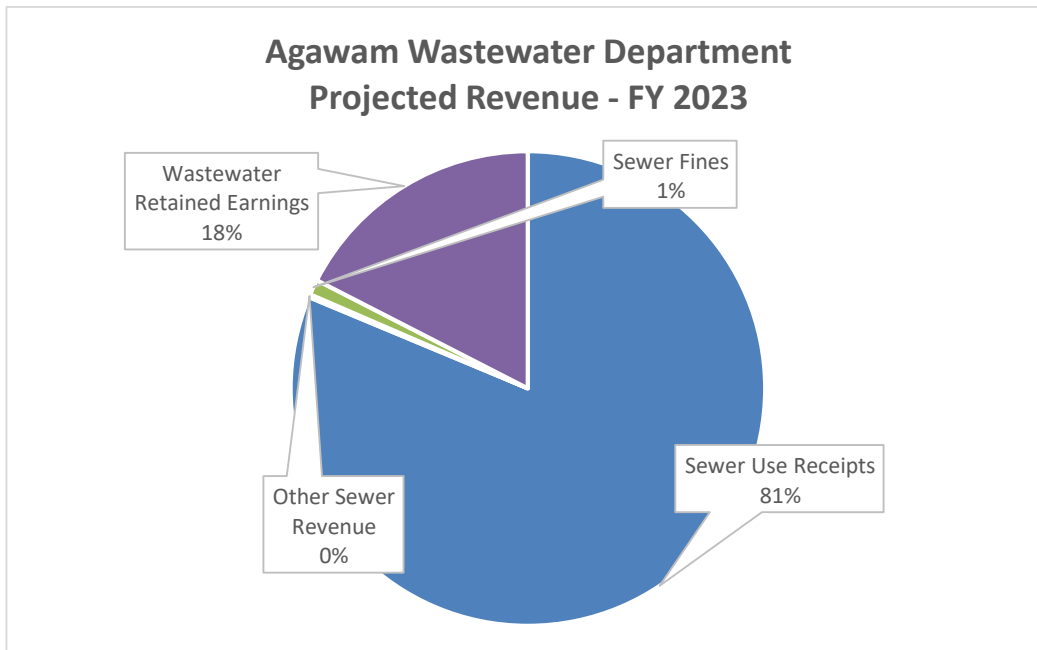 Agawam Wastewater Department
Projected Revenue - FY 2023
Sewer Fines
1%
Wastewater
Retained Earnings
18%
Sewer Use Receipts
81%
Other Sewer
Revenue
0%